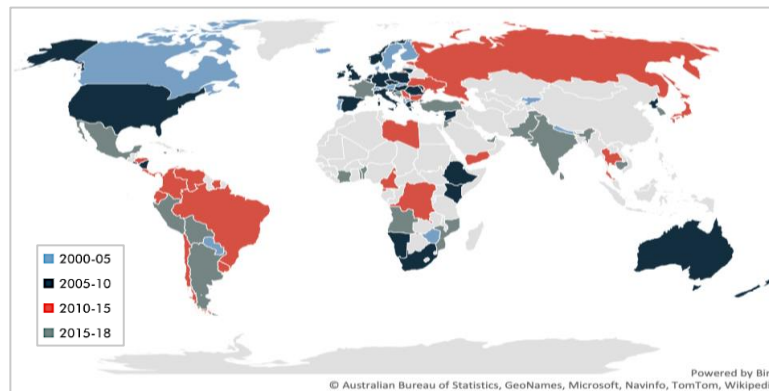 2000-05
2005-10
2010-15
2015-18
Powered by Bin
© Australian Bureau of Statistics, GeoNames, Microsoft, Navinfo, TomTom, Wikipedi